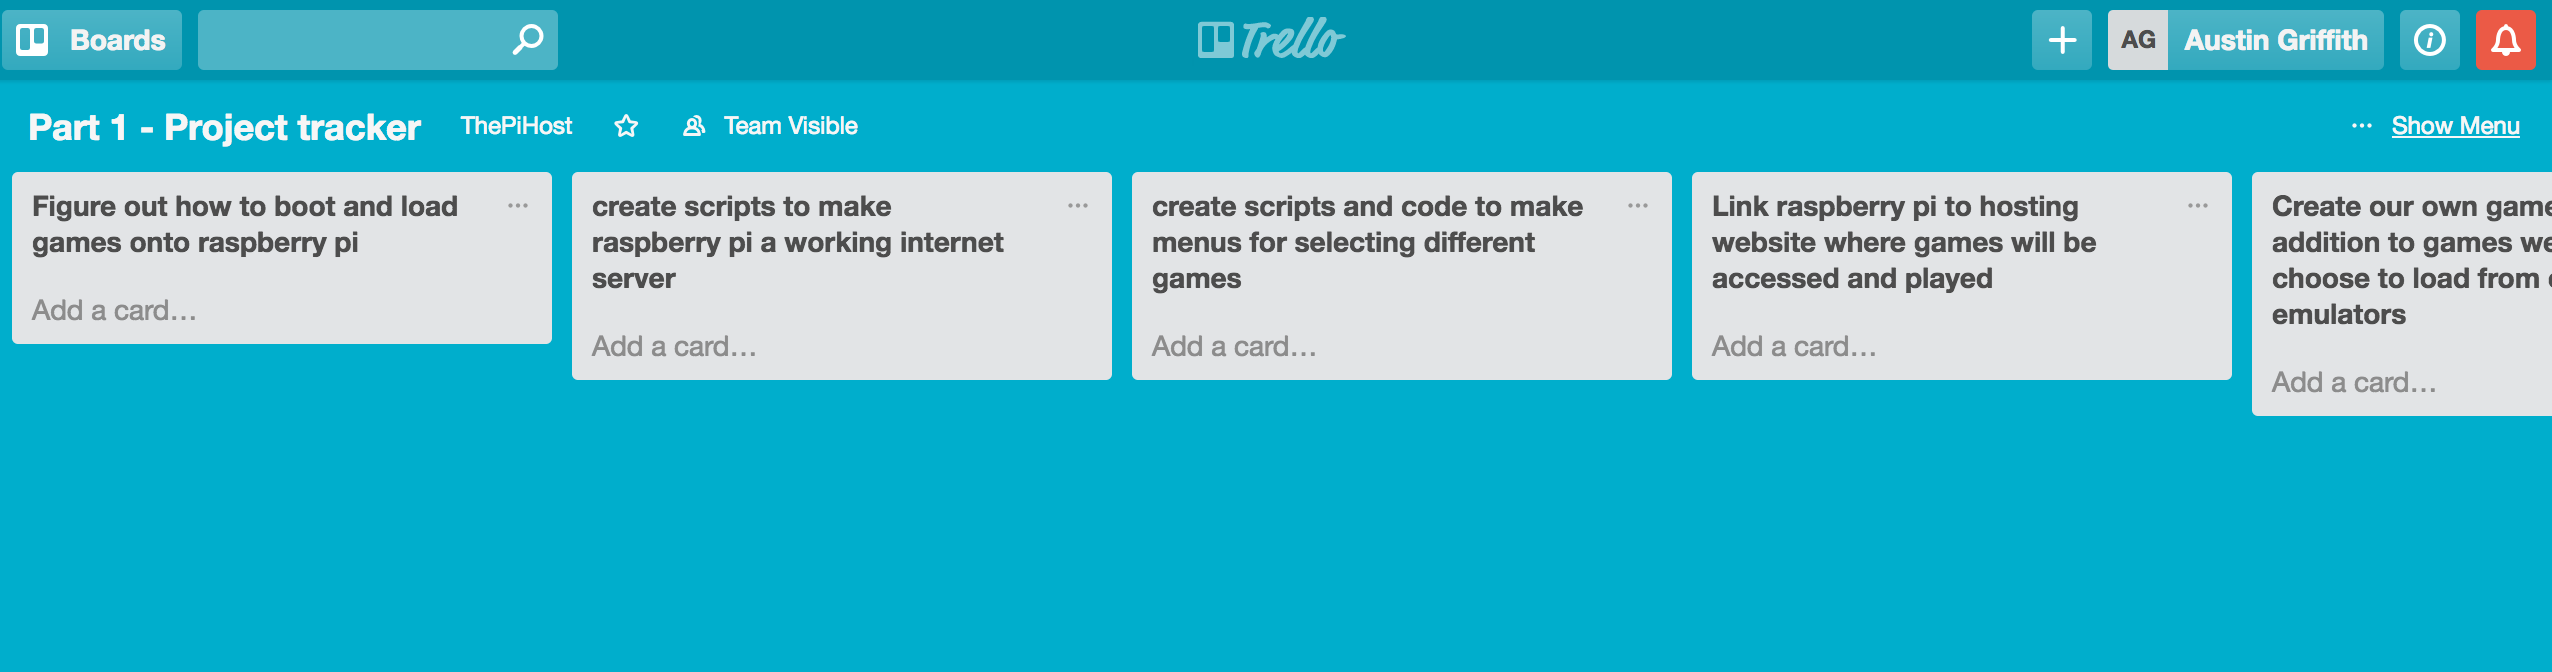 Boards
Trello
AG
Austin Griffith
Part 1 - Project tracker
ThePiHost
Team Visible
Show Menu
Figure out how to boot and load
games onto raspberry pi
Add a card…
create scripts to make
raspberry pi a working internet
server
Add a card…
create scripts and code to make
menus for selecting different
games
Add a card…
Link raspberry pi to hosting
website where games will be
accessed and played
Add a card…
Create our own game
addition to games we
choose to load from
emulators
Add a card…